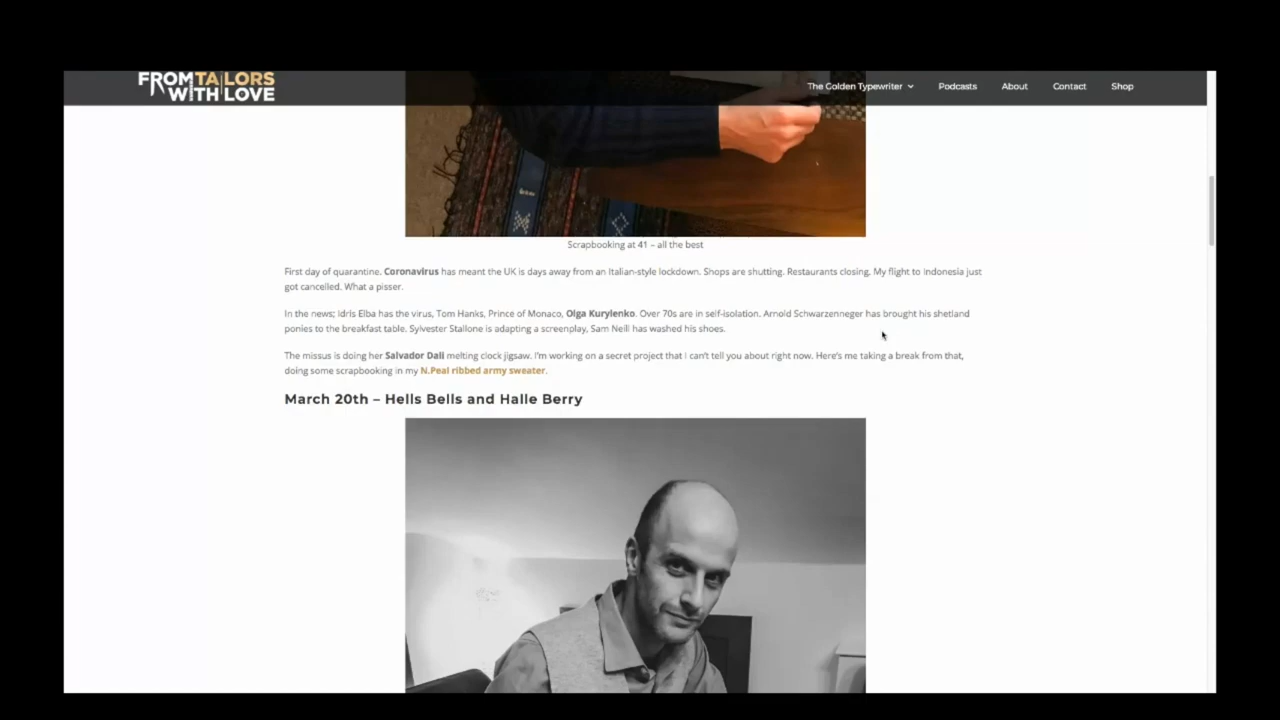 FROM TAILORS
WITH LOVE
The Golden Typewriter
Podcasts
About
Contact
Shop
Scrapbooking at 41 – all the best
First day of quarantine. Coronavirus has meant the UK is days away from an Italian-style lockdown. Shops are shutting. Restaurants closing. My flight to Indonesia just
got cancelled. What a pisser.
In the news; Idris Elba has the virus, Tom Hanks, Prince of Monaco, Olga Kurylenko. Over 70s are in self-isolation. Arnold Schwarzenneger has brought his shetland
ponies to the breakfast table. Sylvester Stallone is adapting a screenplay, Sam Neill has washed his shoes.
The missus is doing her Salvador Dali melting clock jigsaw. I'm working on a secret project that I can't tell you about right now. Here's me taking a break from that,
doing some scrapbooking in my N.Peal ribbed army sweater.
March 20th – Hells Bells and Halle Berry